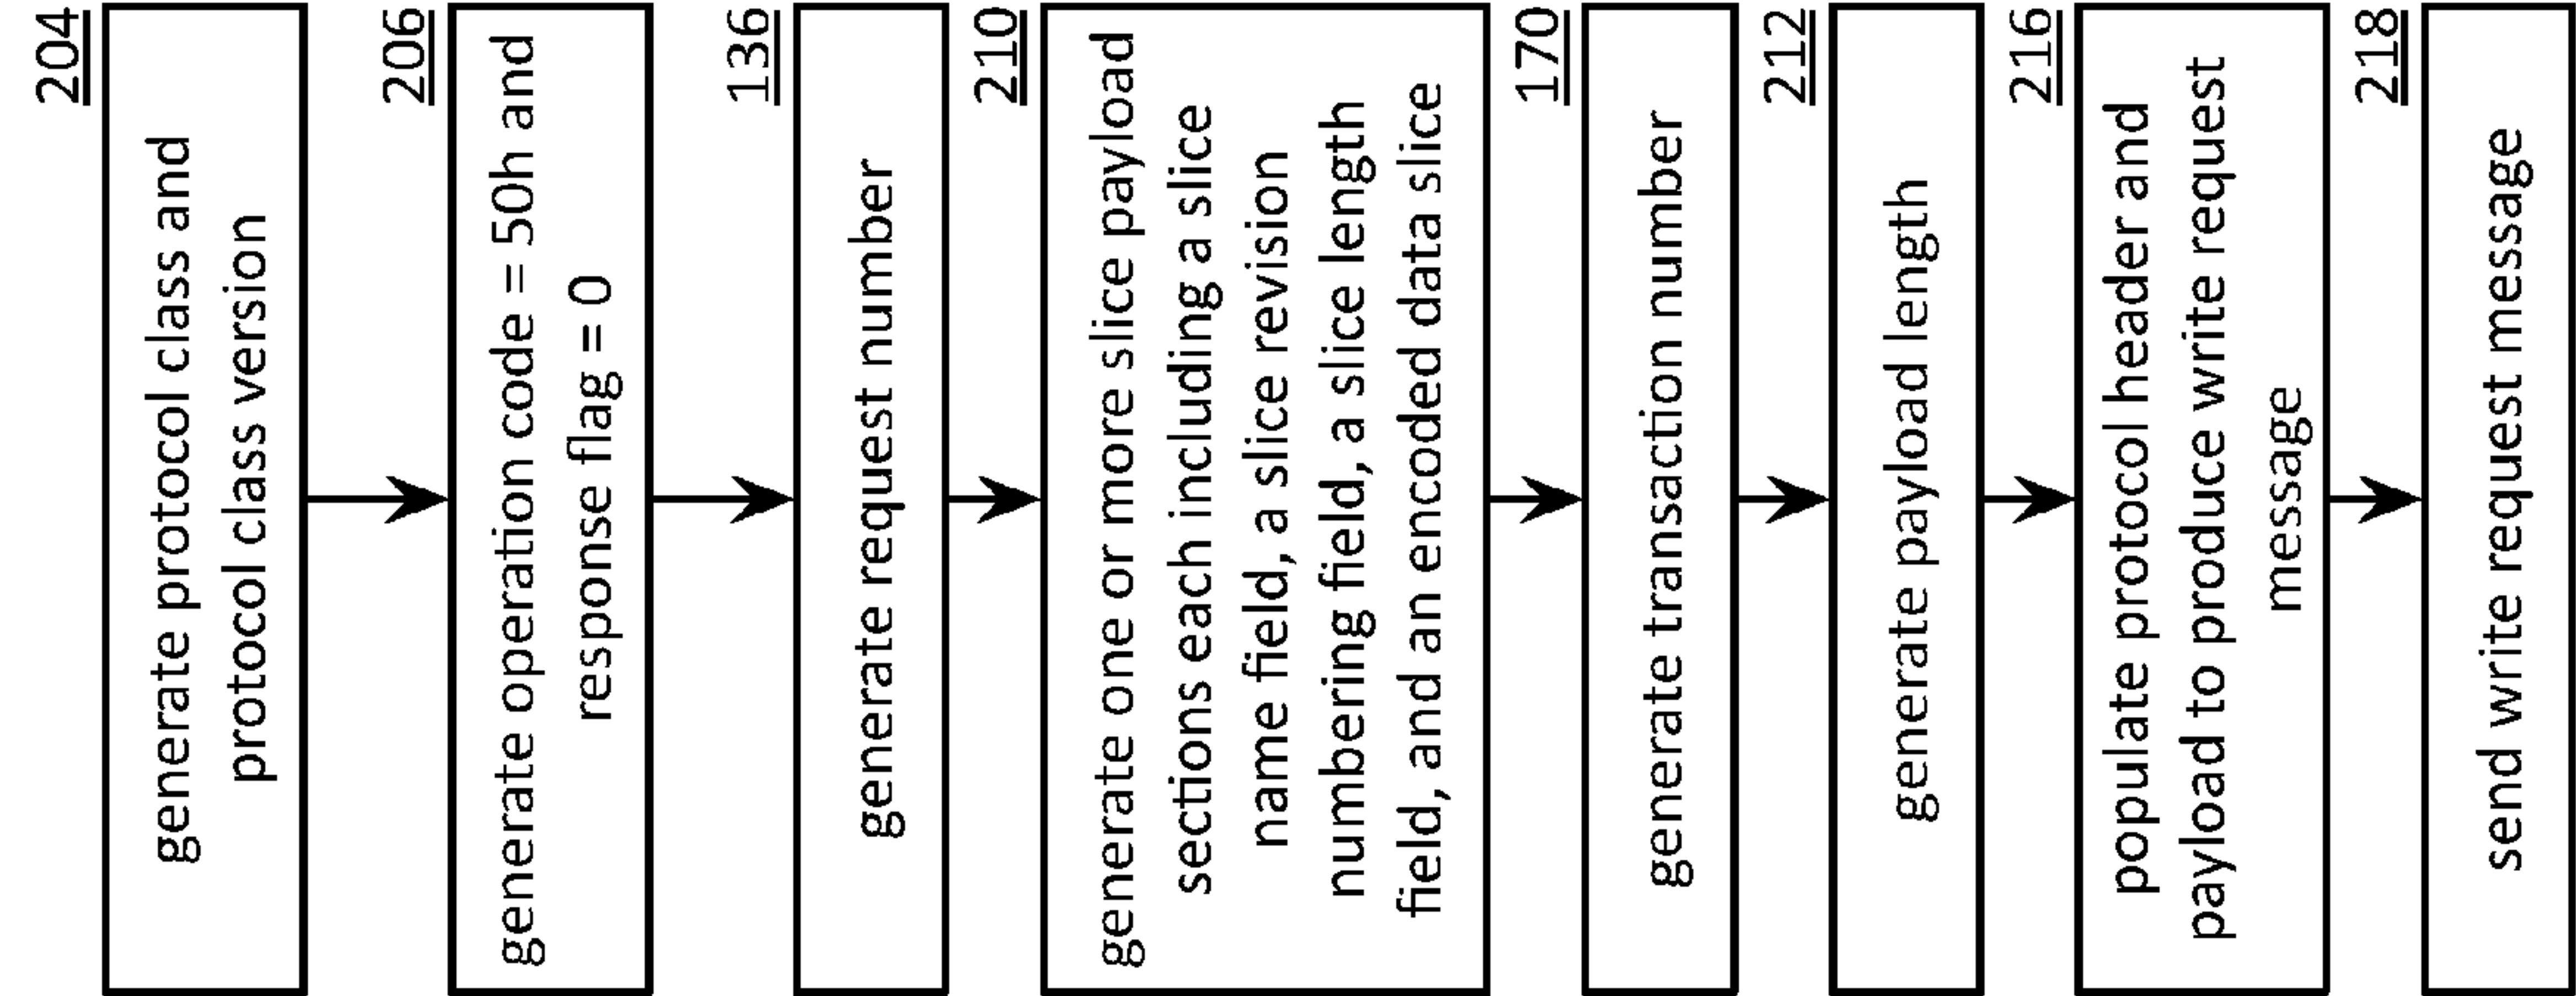 204
generate protocol class and
protocol class version
206
generate operation code = 50h and
response flag = 0
136
generate request number
210
generate one or more slice payload
sections each including a slice
name field, a slice revision
numbering field, a slice length
field, and an encoded data slice
170
generate transaction number
212
generate payload length
216
populate protocol header and
payload to produce write request
message
218
send write request message